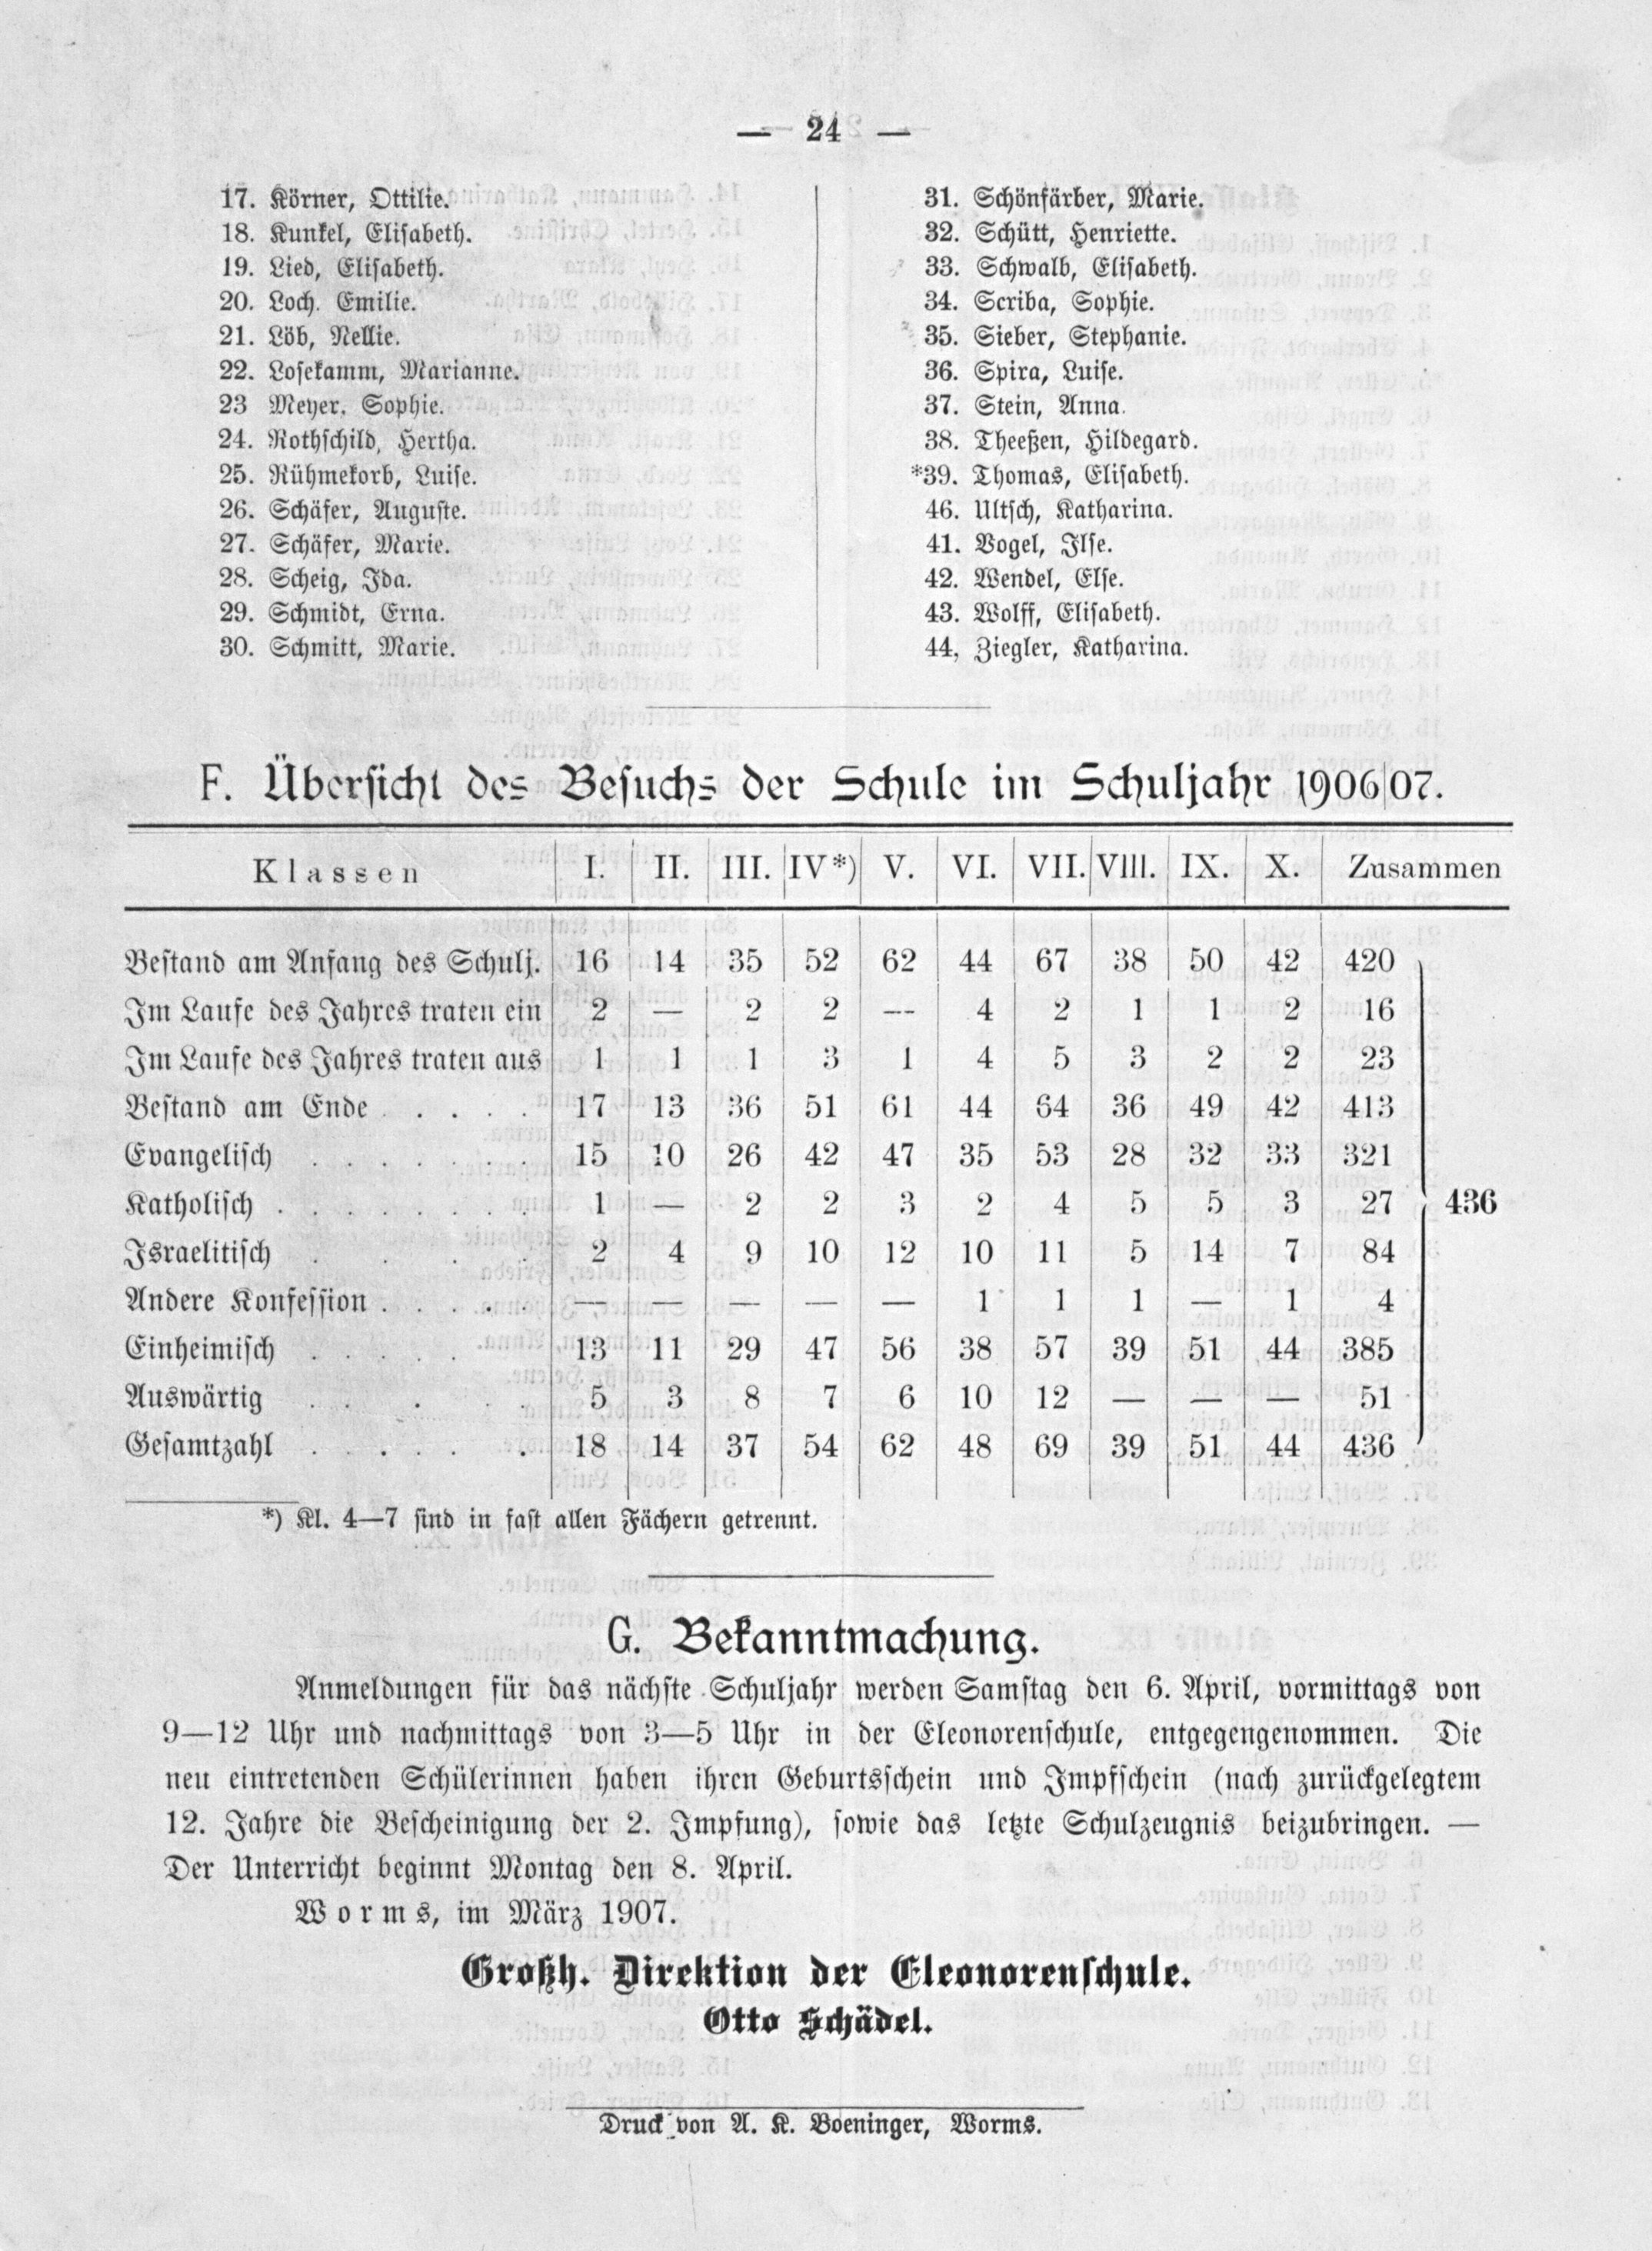 — 24 —
17. Körner, Ottilie.
18. Kunkel, Elisabeth.
19. Lied, Elisabeth.
20. Loch. Emilie.
21. Löb, Nellie.
22. Losekamm, Marianne.
23 Meyer. Sophie.
24. Rothschild, Hertha.
25. Rühmekorb, Luise.
26. Schäfer, Auguste.
27. Schäfer, Marie.
28. Scheig, Ida.
29. Schmidt, Erna.
30. Schmitt, Marie.
31. Schönfärber, Marie.
32. Schütt, Henriette.
33. Schwalb, Elisabeth.
34. Scriba, Sophie.
35. Sieber, Stephanie.
36. Spira, Luise.
37. Stein, Anna.
38. Theeßen, Hildegard.
*39. Thomas, Elisabeth.
46. Ultsch, Katharina.
41. Vogel, Ilse.
42. Wendel, Else.
43. Wolff, Elisabeth.
44, Ziegler, Katharina.
F. Übersicht des Besuchs der Schule im Schuljahr 1906/07.
Klassen I. II. III. IV*) V. VI. VII. VIII. IX. X. Zusammen
Bestand am Anfang des Schulj. 16 14 35 52 62 44 67 38 50 42 420
Im Laufe des Jahres traten ein 2 — 2 2 — 4 2 1 1 2 16
Im Laufe des Jahres traten aus 1 1 1 3 1 4 5 3 2 2 23
Bestand am Ende . . . . 17 13 36 51 61 44 64 36 49 42 413
Evangelisch . . . . . . . 15 10 26 42 47 35 53 28 32 33 321
Katholisch . . . . . . . . 1 — 2 2 3 2 4 5 5 3 27 436
Israelitisch . . . . 2 4 9 10 12 10 11 5 14 7 84
Andere Konfession . . . . . — — — — — 1 1 1 — 1 4
Einheimisch . . . . . 13 11 29 47 56 38 57 39 51 44 385
Auswärtig . . . . . 5 3 8 7 6 10 12 — — — 51
Gesamtzahl . . . . . 18 14 37 54 62 48 69 39 51 44 436
*) Kl. 4—7 sind in fast allen Fächern getrennt.
G. Bekanntmachung.
Anmeldungen für das nächste Schuljahr werden Samstag den 6. April, vormittags von
9—12 Uhr und nachmittags von 3—5 Uhr in der Eleonorenschule, entgegengenommen. Die
neu eintretenden Schülerinnen haben ihren Geburtsschein und Impfschein (nach zurückgelegtem
12. Jahre die Bescheinigung der 2. Impfung), sowie das letzte Schulzeugnis beizubringen. —
Der Unterricht beginnt Montag den 8. April.
Worms, im März 1907.
Großh. Direktion der Eleonorenschule.
Otto Schädel.
Druck von A. K. Boeninger, Worms.